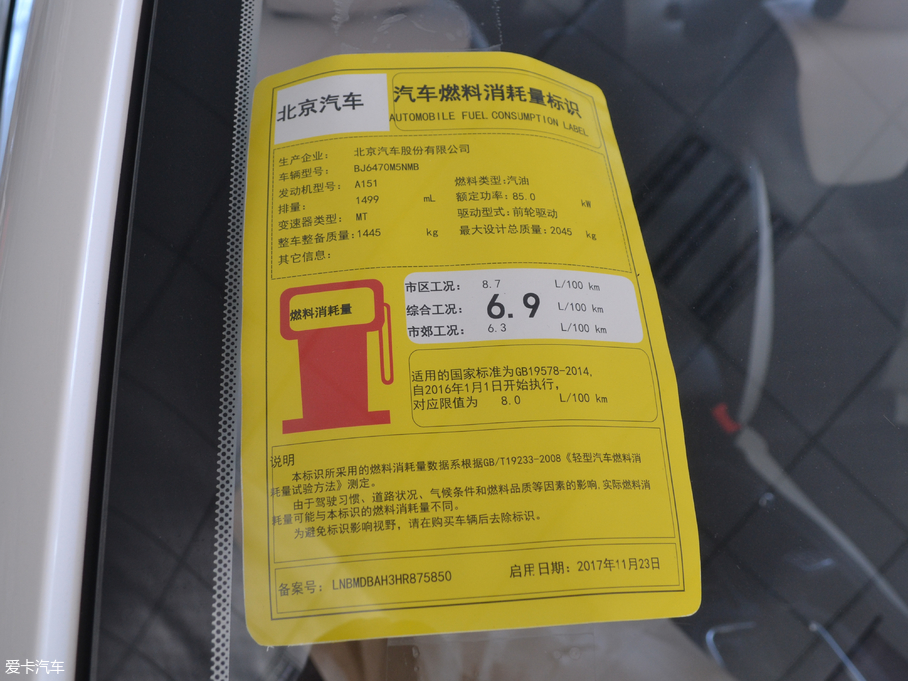 北京汽车
汽车燃料消耗量标识
AUTOMOBILE FUEL CONSUMPTION LABEL
生产企业： 北京汽车股份有限公司
车辆型号： BJ6470M5NMB
发动机型号： A151 燃料类型：汽油
排量： 1499 mL 额定功率：85.0 kW
变速器类型： MT 驱动型式：前轮驱动
整车整备质量：1445 kg 最大设计总质量：2045 kg
其它信息：
燃料消耗量
市区工况： 8.7 L/100 km
综合工况： 6.9 L/100 km
市郊工况： 6.3 L/100 km
适用的国家标准为GB19578-2014,
自2016年1月1日开始执行，
对应限值为 8.0 L/100 km
说明
本标识所采用的燃料消耗量数据系根据GB/T19233-2008《轻型汽车燃料消
耗量试验方法》测定。
由于驾驶习惯、道路状况、气候条件和燃料品质等因素的影响,实际燃料消
耗量可能与本标识的燃料消耗量不同。
为避免标识影响视野，请在购买车辆后去除标识。
备案号：LNBMDBAH3HR875850 启用日期：2017年11月23日
爱卡汽车